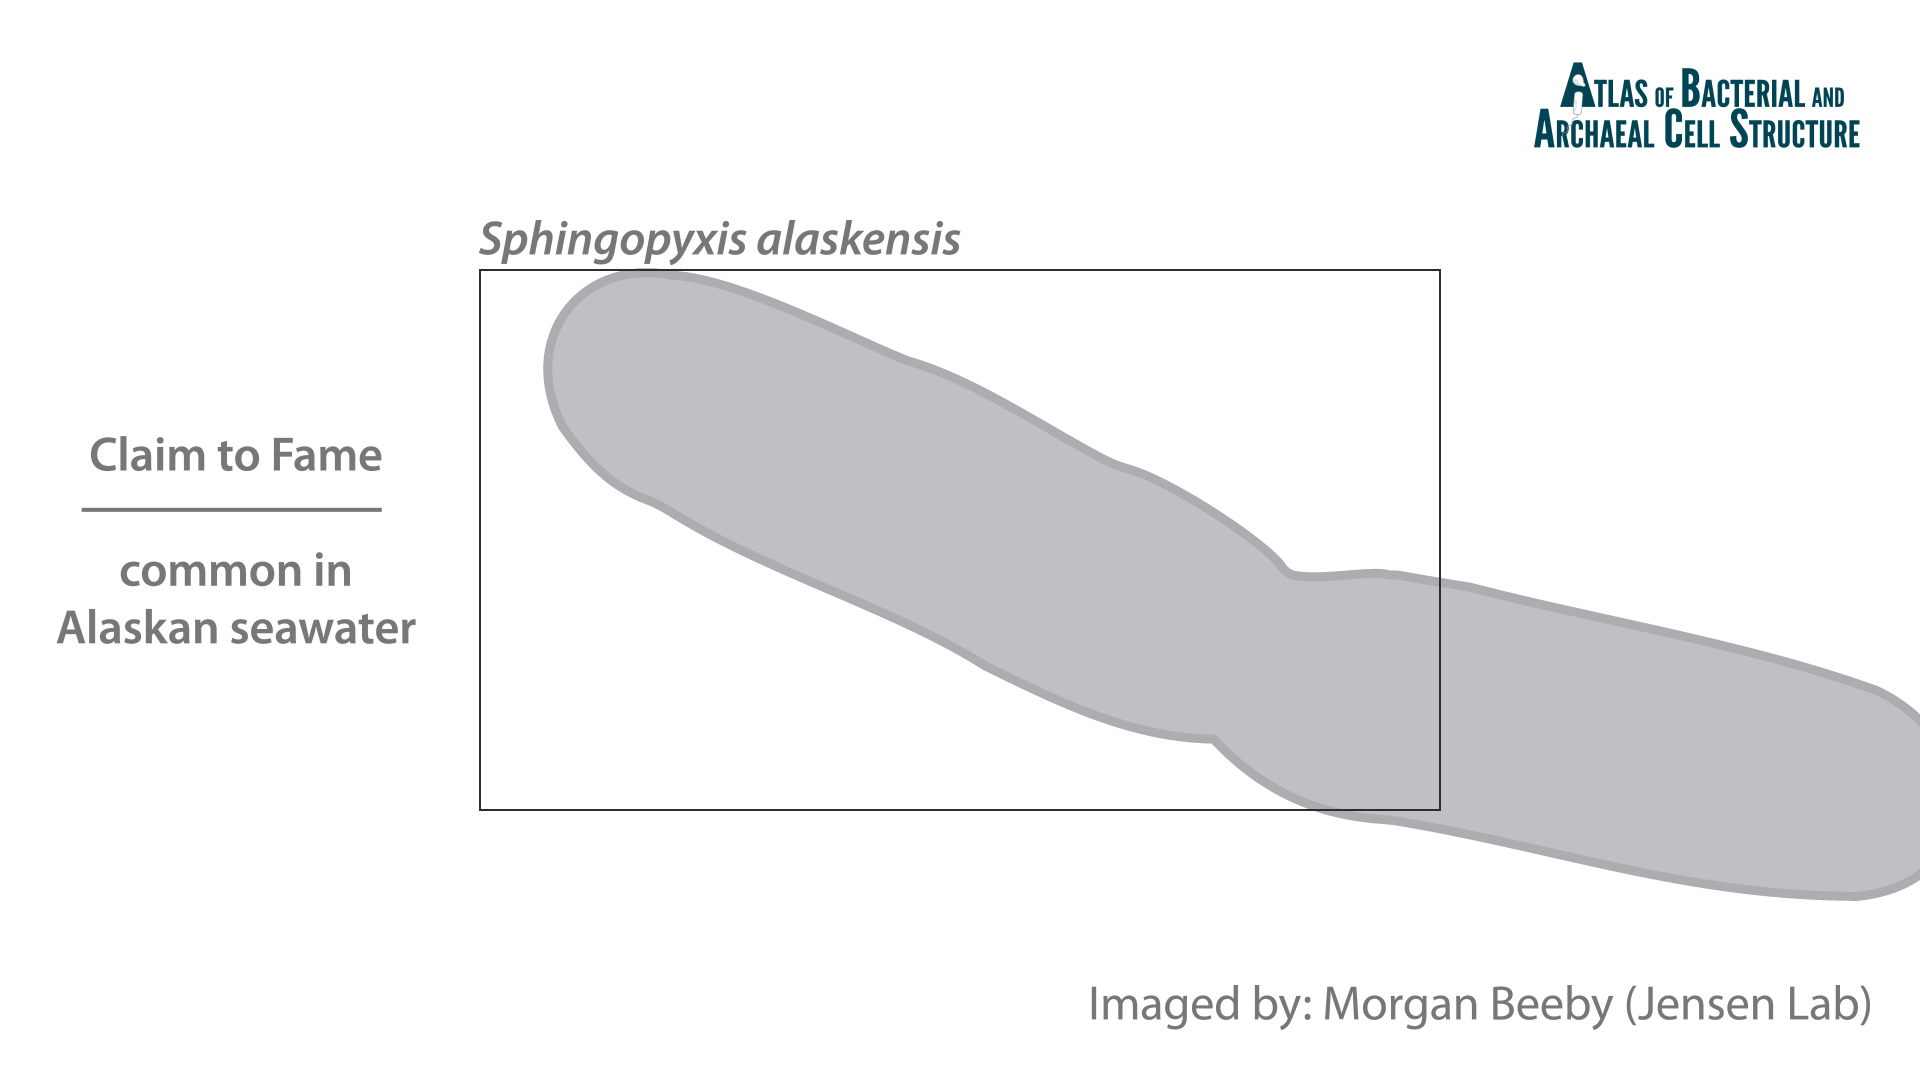 Atlas of Bacterial and
Archaeal Cell Structure
Sphingopyxis alaskensis
Claim to Fame
common in
Alaskan seawater
Imaged by: Morgan Beeby (Jensen Lab)